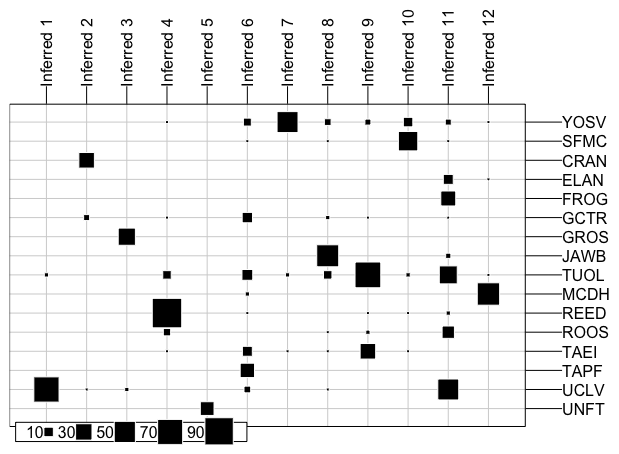 Inferred 1 Inferred 2 Inferred 3 Inferred 4 Inferred 5 Inferred 6 Inferred 7 Inferred 8 Inferred 9 Inferred 10 Inferred 11 Inferred 12
YOSV
SFMC
CRAN
ELAN
FROG
GCTR
GROS
JAWB
TUOL
MCDH
REED
ROOS
TAEI
TAPF
UCLV
UNFT
10 30 50 70 90